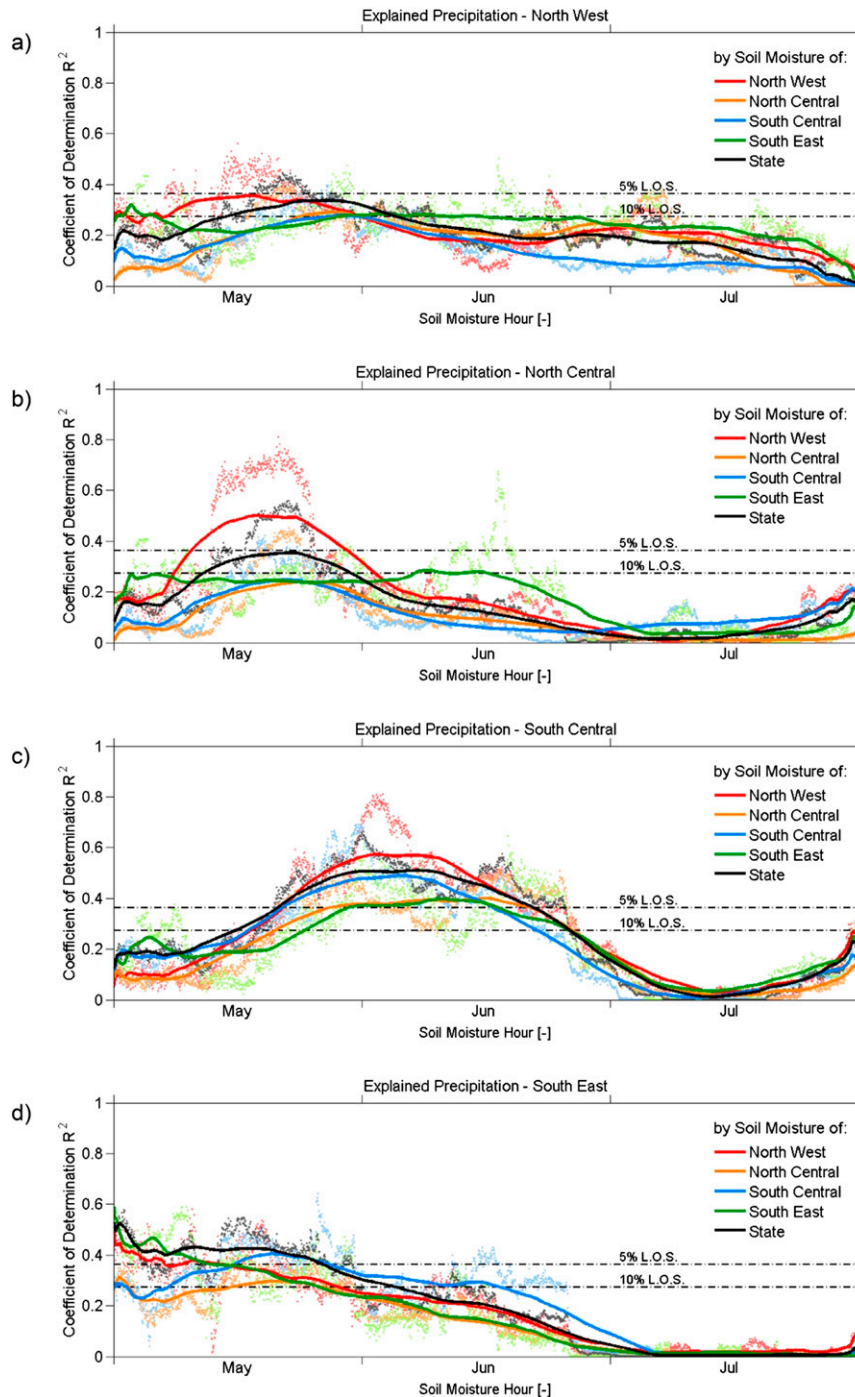 Explained Precipitation - North West
a)
1
0.8
0.6
0.4
0.2
0
Coefficient of Determination R²
by Soil Moisture of:
North West
North Central
South Central
South East
State
5% L.O.S.
10% L.O.S.
May
Jun
Jul
Soil Moisture Hour [-]
Explained Precipitation - North Central
b)
1
0.8
0.6
0.4
0.2
0
Coefficient of Determination R²
by Soil Moisture of:
North West
North Central
South Central
South East
State
5% L.O.S.
10% L.O.S.
May
Jun
Jul
Soil Moisture Hour [-]
Explained Precipitation - South Central
c)
1
0.8
0.6
0.4
0.2
0
Coefficient of Determination R²
by Soil Moisture of:
North West
North Central
South Central
South East
State
5% L.O.S.
10% L.O.S.
May
Jun
Jul
Soil Moisture Hour [-]
Explained Precipitation - South East
d)
1
0.8
0.6
0.4
0.2
0
Coefficient of Determination R²
by Soil Moisture of:
North West
North Central
South Central
South East
State
5% L.O.S.
10% L.O.S.
May
Jun
Jul
Soil Moisture Hour [-]